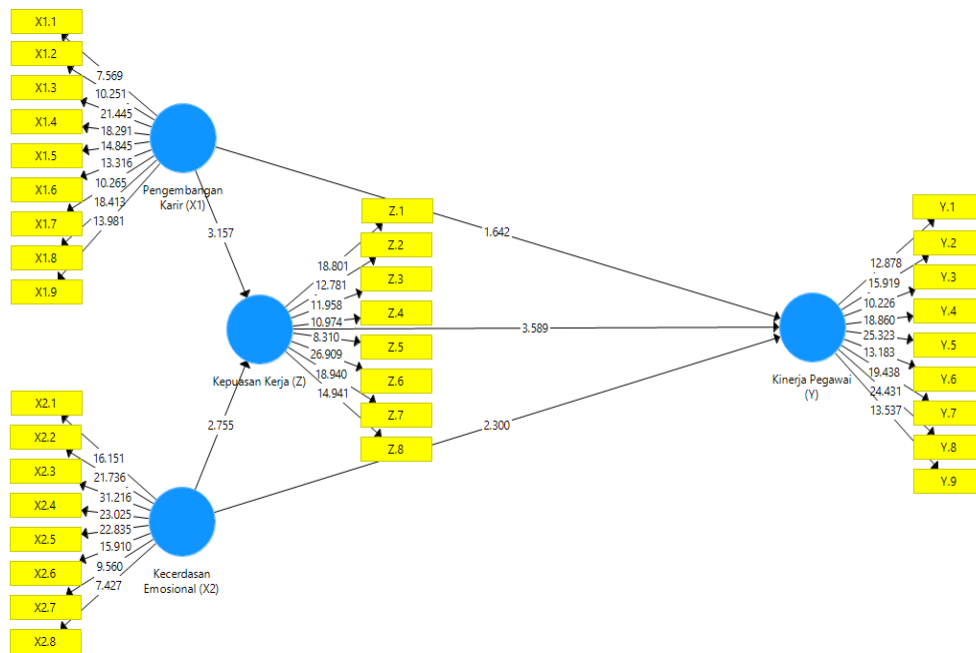 X1.1
X1.2
X1.3
X1.4
X1.5
X1.6
X1.7
X1.8
X1.9
7.569
10.251
21.445
18.291
14.845
13.316
10.265
18.413
13.981
Pengembangan
Karir (X1)
3.157
1.642
Z.1
Z.2
Z.3
Z.4
Z.5
Z.6
Z.7
Z.8
18.801
12.781
11.958
10.974
8.310
26.909
18.940
14.941
Kepuasan Kerja (Z)
3.589
2.755
2.300
X2.1
X2.2
X2.3
X2.4
X2.5
X2.6
X2.7
X2.8
16.151
21.736
31.216
23.025
22.835
15.910
9.560
7.427
Kecerdasan
Emosional (X2)
Y.1
Y.2
Y.3
Y.4
Y.5
Y.6
Y.7
Y.8
Y.9
12.878
15.919
10.226
18.860
25.323
13.183
19.438
24.431
13.537
Kinerja Pegawai
(Y)